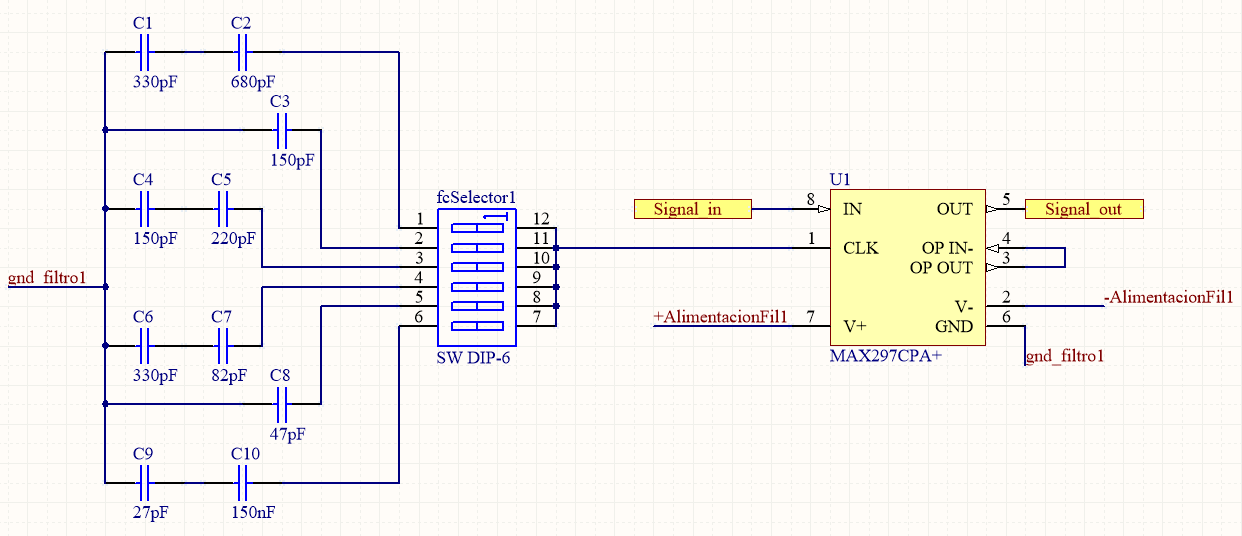 C1
C2
330pF
680pF
C3
150pF
C4
C5
150pF
220pF
gnd_filtro1
C6
C7
330pF
82pF
C8
47pF
C9
C10
27pF
150nF
fcSelector1
1
12
2
11
3
10
4
9
5
8
6
7
SW DIP-6
U1
Signal_in
8
IN
OUT
5
Signal_out
1
CLK
OP IN-
4
OP OUT
3
V-
2
-AlimentacionFil1
+AlimentacionFil1
7
V+
GND
6
MAX297CPA+
gnd_filtro1